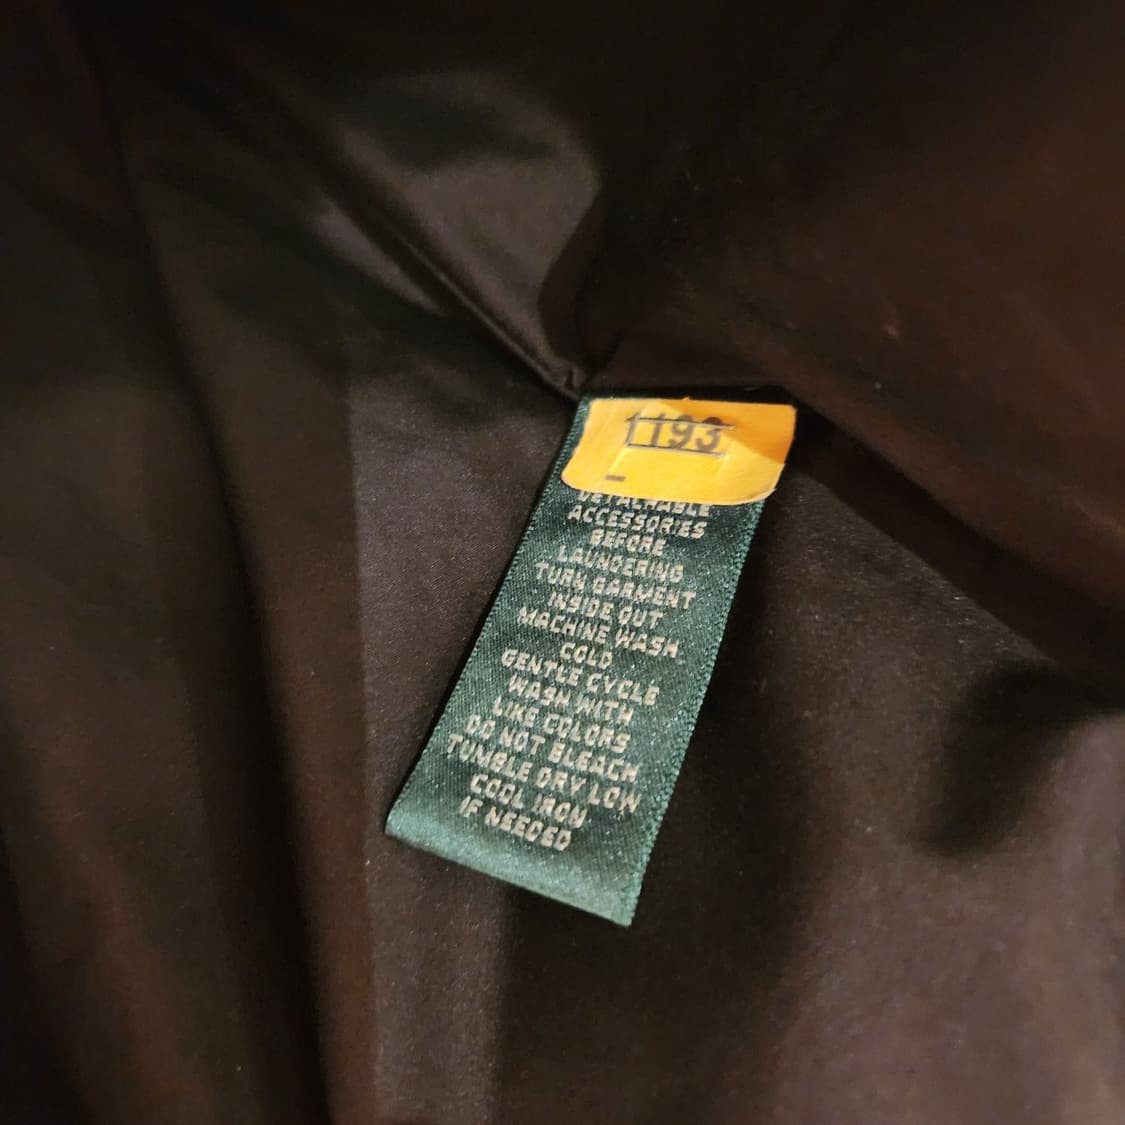 1193
DETACHABLE
ACCESSORIES
BEFORE
LAUNDERING
TURN GARMENT
INSIDE OUT
MACHINE WASH
COLD
GENTLE CYCLE
WASH WITH
LIKE COLORS
DO NOT BLEACH
TUMBLE DRY LOW
COOL IRON
IF NEEDED